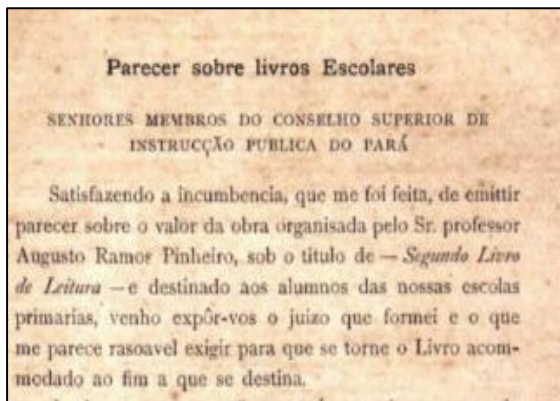 Parecer sobre livros Escolares
SENHORES MEMBROS DO CONSELHO SUPERIOR DE
INSTRUCÇÃO PUBLICA DO PARÁ
Satisfazendo a incumbencia, que me foi feita, de emittir
parecer sobre o valor da obra organisada pelo Sr. professor
Augusto Ramos Pinheiro, sob o titulo de — Segundo Livro
de Leitura — e destinado aos alumnos das nossas escolas
primarias, venho expôr-vos o juizo que formei e o que
me parece rasoavel exigir para que se torne o Livro acom-
modado ao fim a que se destina.